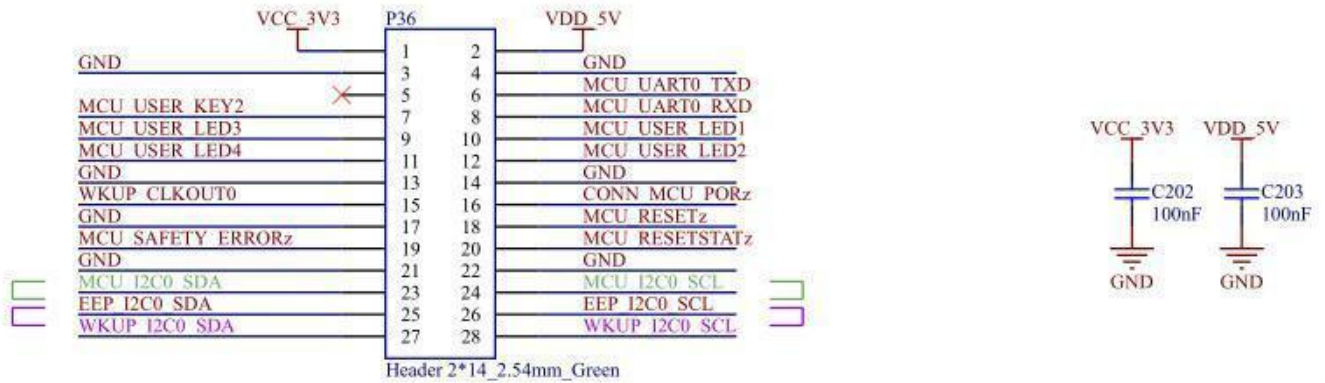 VCC_3V3 P36 VDD_5V
1 2
GND 3 4 GND
5 6 MCU_UART0_TXD
MCU_USER_KEY2 7 8 MCU_UART0_RXD
MCU_USER_LED3 9 10 MCU_USER_LED1
MCU_USER_LED4 11 12 MCU_USER_LED2
GND 13 14 GND
WKUP_CLKOUT0 15 16 CONN_MCU_PORz
GND 17 18 MCU_RESETz
MCU_SAFETY_ERRORz 19 20 MCU_RESETSTATz
GND 21 22 GND
MCU_I2C0_SDA 23 24 MCU_I2C0_SCL
EEP_I2C0_SDA 25 26 EEP_I2C0_SCL
WKUP_I2C0_SDA 27 28 WKUP_I2C0_SCL
Header 2*14_2.54mm_Green
VCC_3V3 VDD_5V
C202 C203
100nF 100nF
GND GND